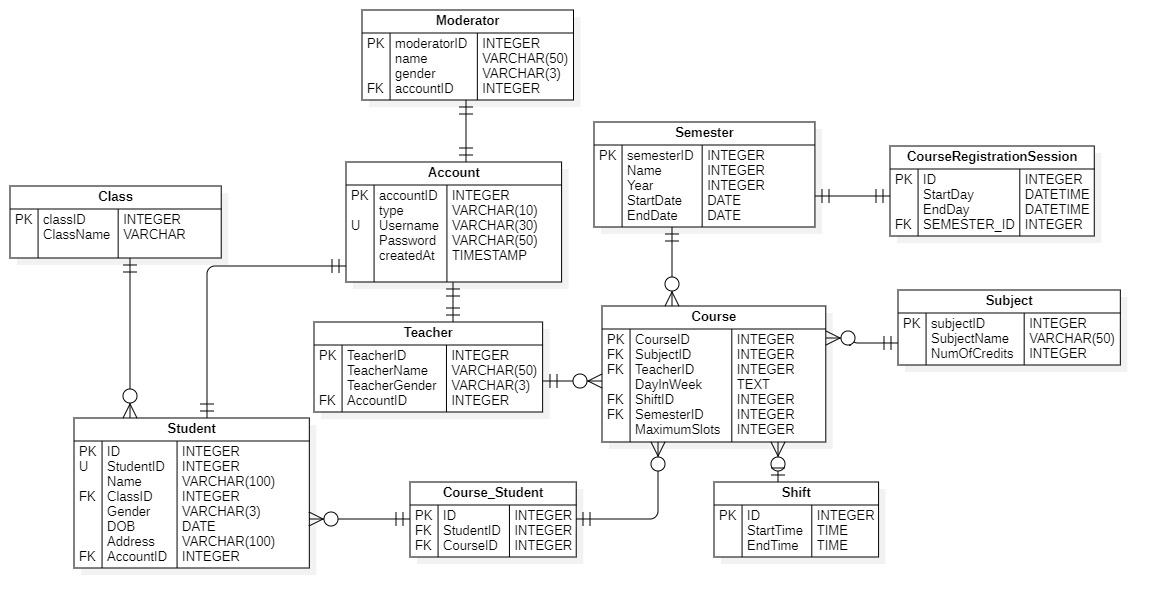 Moderator
PK moderatorID INTEGER
name VARCHAR(50)
gender VARCHAR(3)
FK accountID INTEGER
Semester
PK semesterID INTEGER
Name INTEGER
Year INTEGER
StartDate DATE
EndDate DATE
CourseRegistrationSession
PK ID INTEGER
StartDay DATETIME
EndDay DATETIME
FK SEMESTER_ID INTEGER
Class
PK classID INTEGER
ClassName VARCHAR
Account
PK accountID INTEGER
type VARCHAR(10)
U Username VARCHAR(30)
Password VARCHAR(50)
createdAt TIMESTAMP
Subject
PK subjectID INTEGER
SubjectName VARCHAR(50)
NumOfCredits INTEGER
Teacher
PK TeacherID INTEGER
TeacherName VARCHAR(50)
TeacherGender VARCHAR(3)
FK AccountID INTEGER
Course
PK CourseID INTEGER
FK SubjectID INTEGER
FK TeacherID INTEGER
DayInWeek TEXT
FK ShiftID INTEGER
FK SemesterID INTEGER
MaximumSlots INTEGER
Student
PK ID INTEGER
U StudentID INTEGER
Name VARCHAR(100)
FK ClassID INTEGER
Gender VARCHAR(3)
DOB DATE
Address VARCHAR(100)
FK AccountID INTEGER
Course_Student
PK ID INTEGER
FK StudentID INTEGER
FK CourseID INTEGER
Shift
PK ID INTEGER
StartTime TIME
EndTime TIME